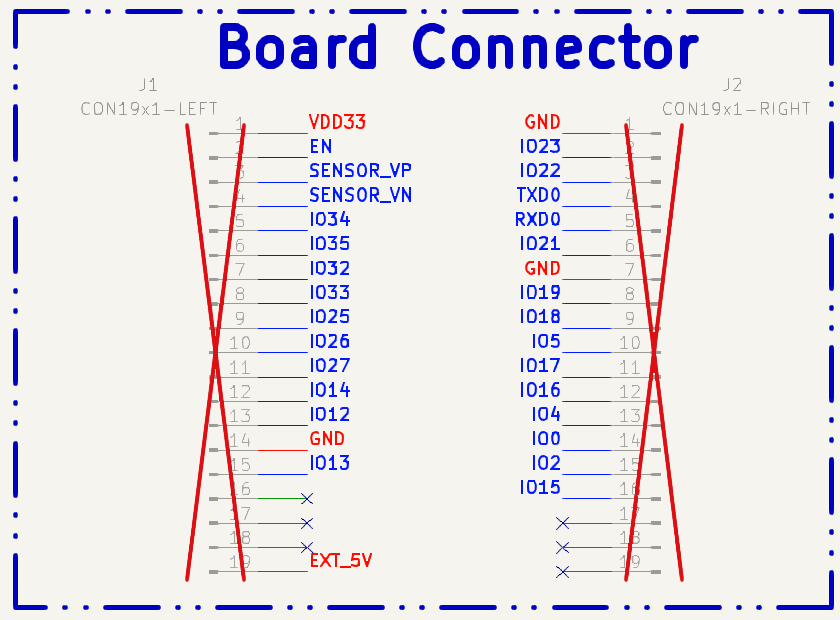 Board Connector
J1
CON19x1-LEFT
1 VDD33
2 EN
3 SENSOR_VP
4 SENSOR_VN
5 IO34
6 IO35
7 IO32
8 IO33
9 IO25
10 IO26
11 IO27
12 IO14
13 IO12
14 GND
15 IO13
16
17
18
19 EXT_5V
J2
CON19x1-RIGHT
GND 1
IO23 2
IO22 3
TXD0 4
RXD0 5
IO21 6
GND 7
IO19 8
IO18 9
IO5 10
IO17 11
IO16 12
IO4 13
IO0 14
IO2 15
IO15 16
17
18
19